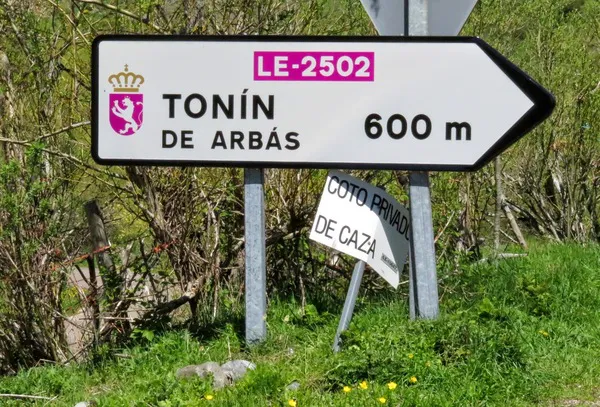 LE-2502
TONÍN
DE ARBÁS
600 m
COTO PRIVADO
DE CAZA